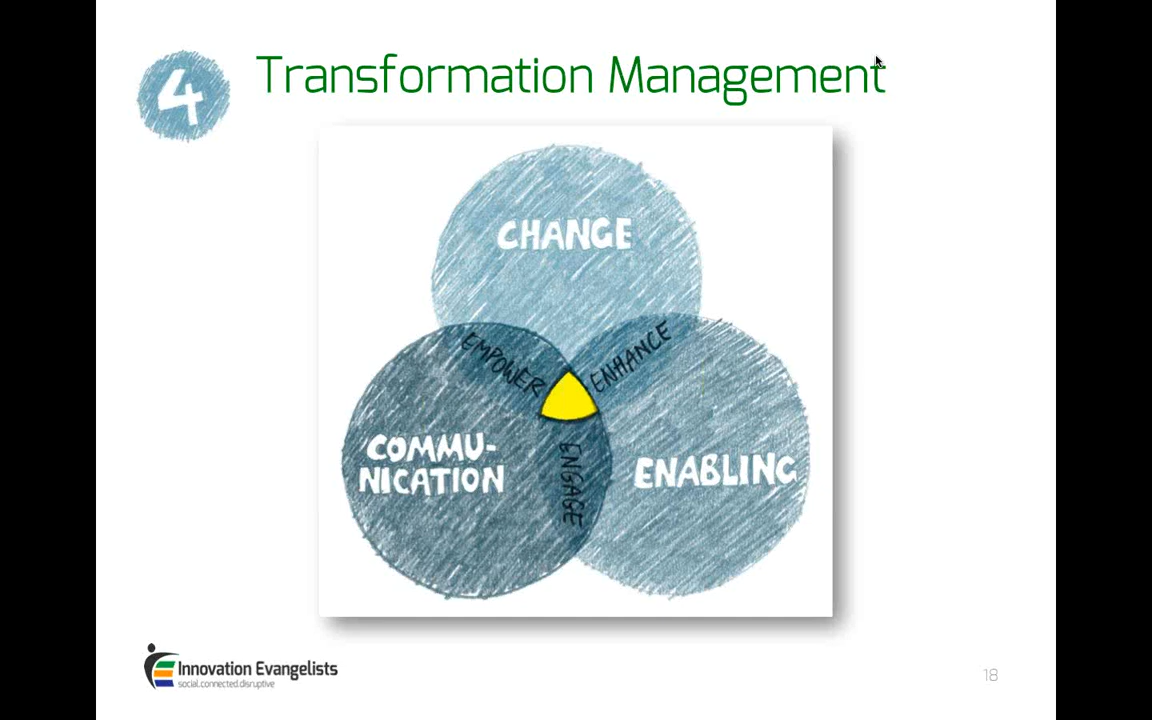 4
Transformation Management
CHANGE
EMPOWER
ENHANCE
COMMU-
NICATION
ENGAGE
ENABLING
Innovation Evangelists
social.connected.disruptive
18